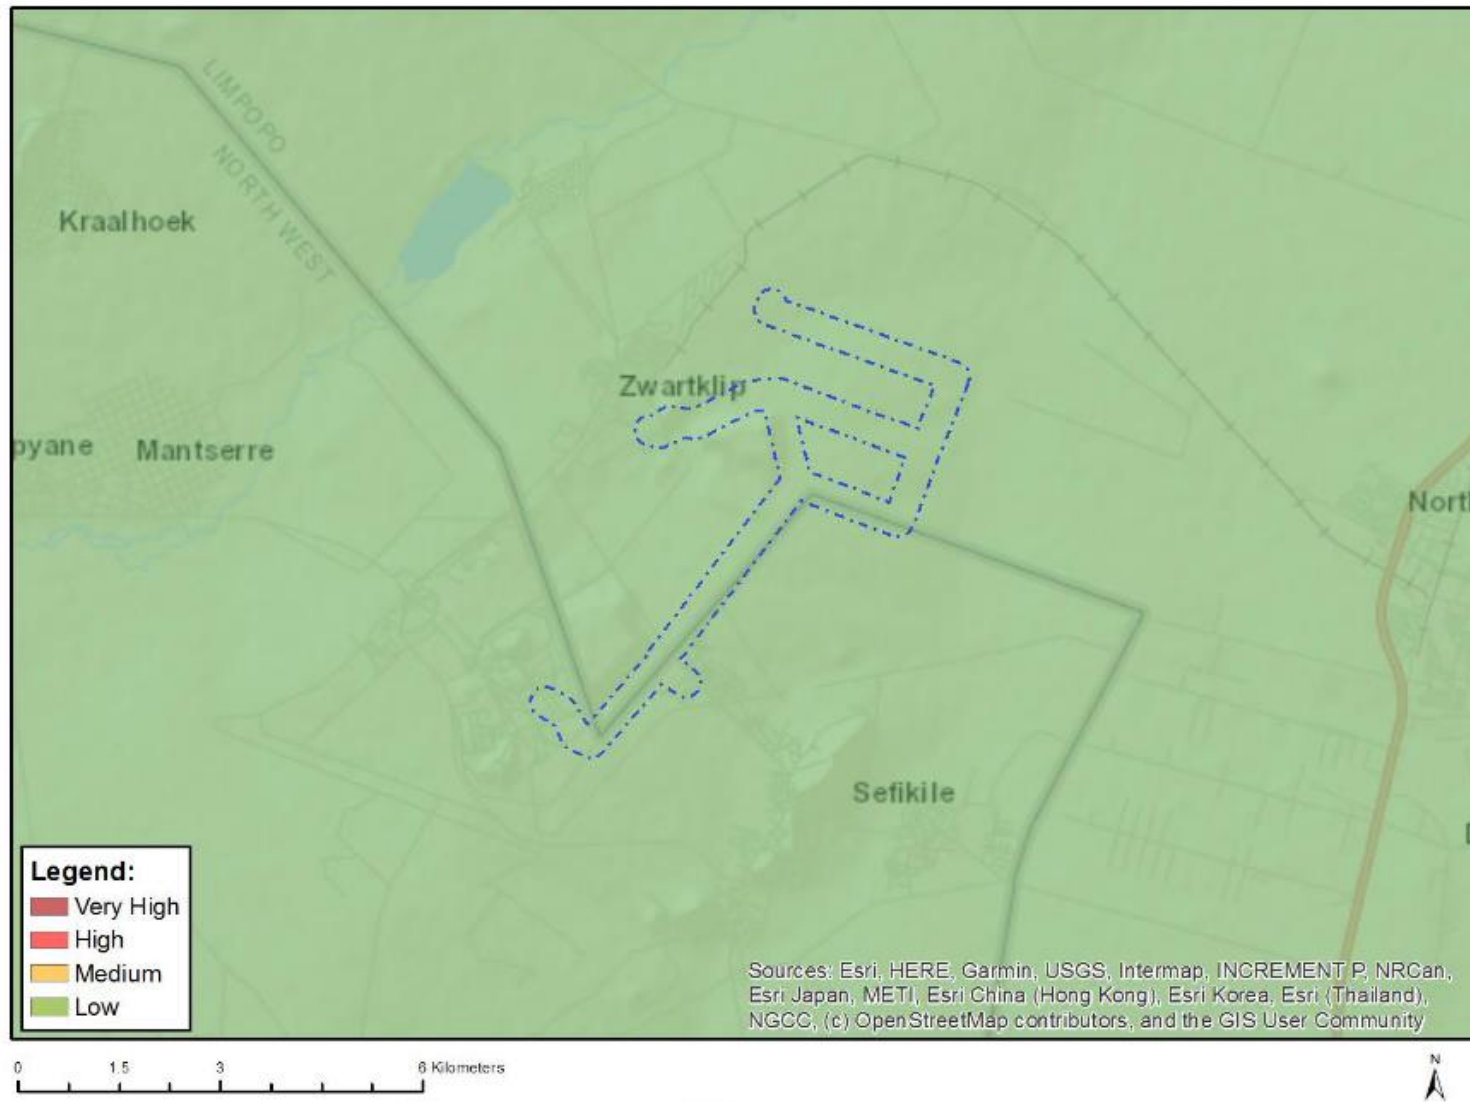 LIMPOPO
NORTH WEST
Kraalhoek
Zwartklip
pyane
Mantserre
North
Sefikile
Legend:
Very High
High
Medium
Low
Sources: Esri, HERE, Garmin, USGS, Intermap, INCREMENT P, NRCan,
Esri Japan, METI, Esri China (Hong Kong), Esri Korea, Esri (Thailand),
NGCC, (c) OpenStreetMap contributors, and the GIS User Community
0 1.5 3 6 Kilometers
N